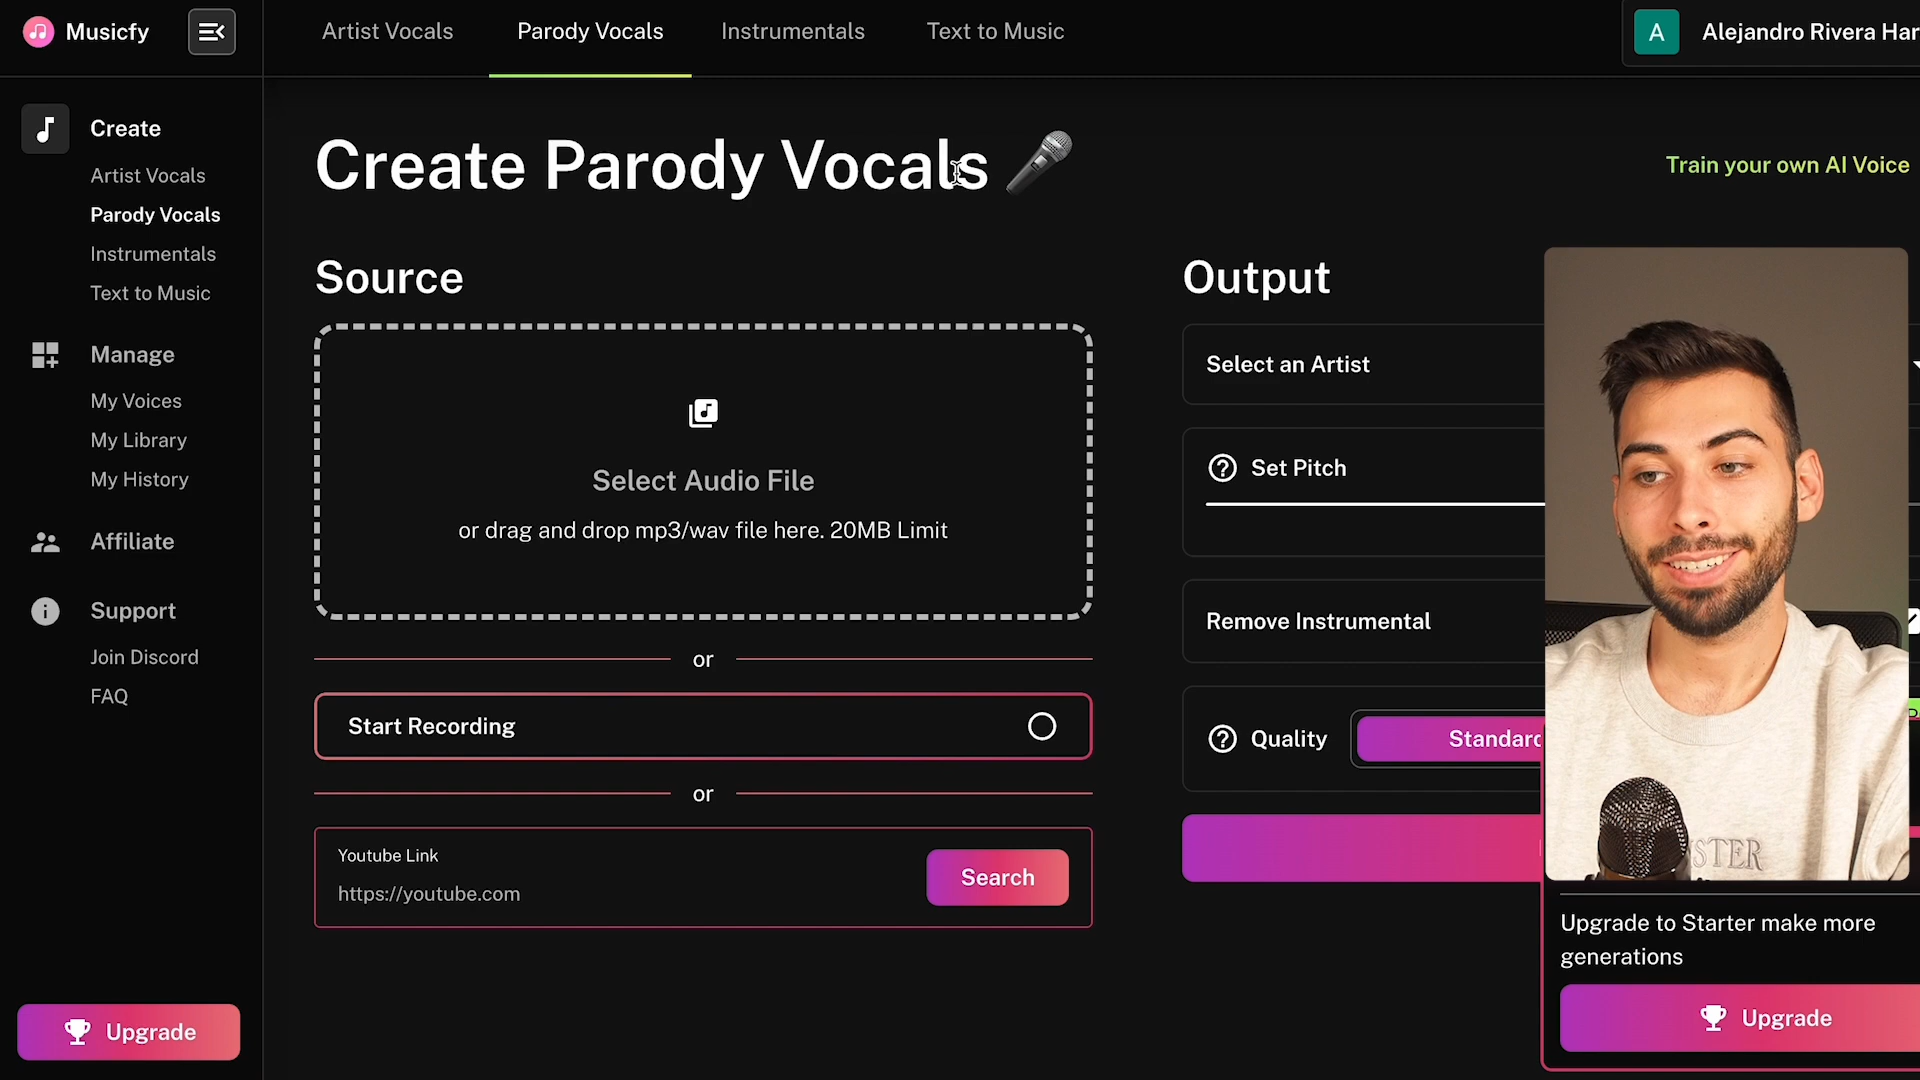 Musicfy
Artist Vocals
Parody Vocals
Instrumentals
Text to Music
A
Alejandro Rivera Har
Create
Artist Vocals
Parody Vocals
Instrumentals
Text to Music
Manage
My Voices
My Library
My History
Affiliate
Support
Join Discord
FAQ
Upgrade
Create Parody Vocals
Train your own AI Voice
Source
Select Audio File
or drag and drop mp3/wav file here. 20MB Limit
or
Start Recording
or
Youtube Link
https://youtube.com
Search
Output
Select an Artist
Set Pitch
Remove Instrumental
Quality
Standard
STER
Upgrade to Starter make more
generations
Upgrade